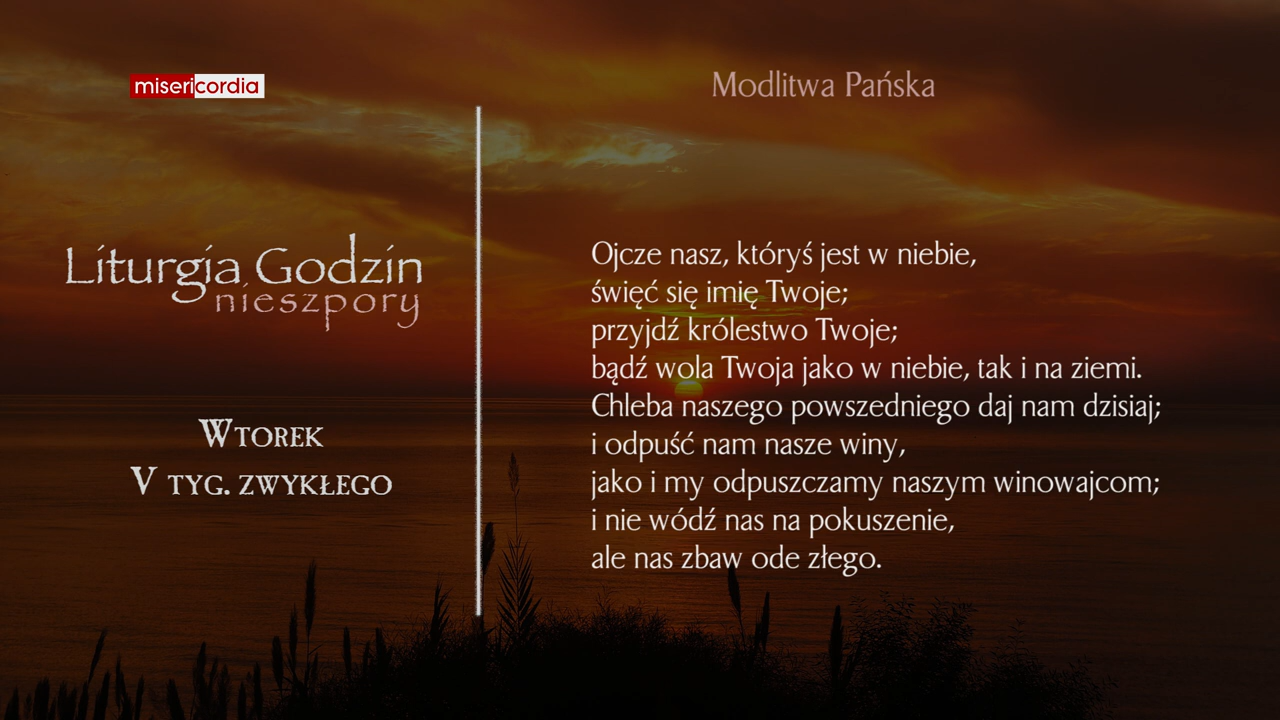 misericordia
Liturgia Godzin
nieszpory
Wtorek
V tyg. zwykłego
Modlitwa Pańska
Ojcze nasz, któryś jest w niebie,
święć się imię Twoje;
przyjdź królestwo Twoje;
bądź wola Twoja jako w niebie, tak i na ziemi.
Chleba naszego powszedniego daj nam dzisiaj;
i odpuść nam nasze winy,
jako i my odpuszczamy naszym winowajcom;
i nie wódź nas na pokuszenie,
ale nas zbaw ode złego.